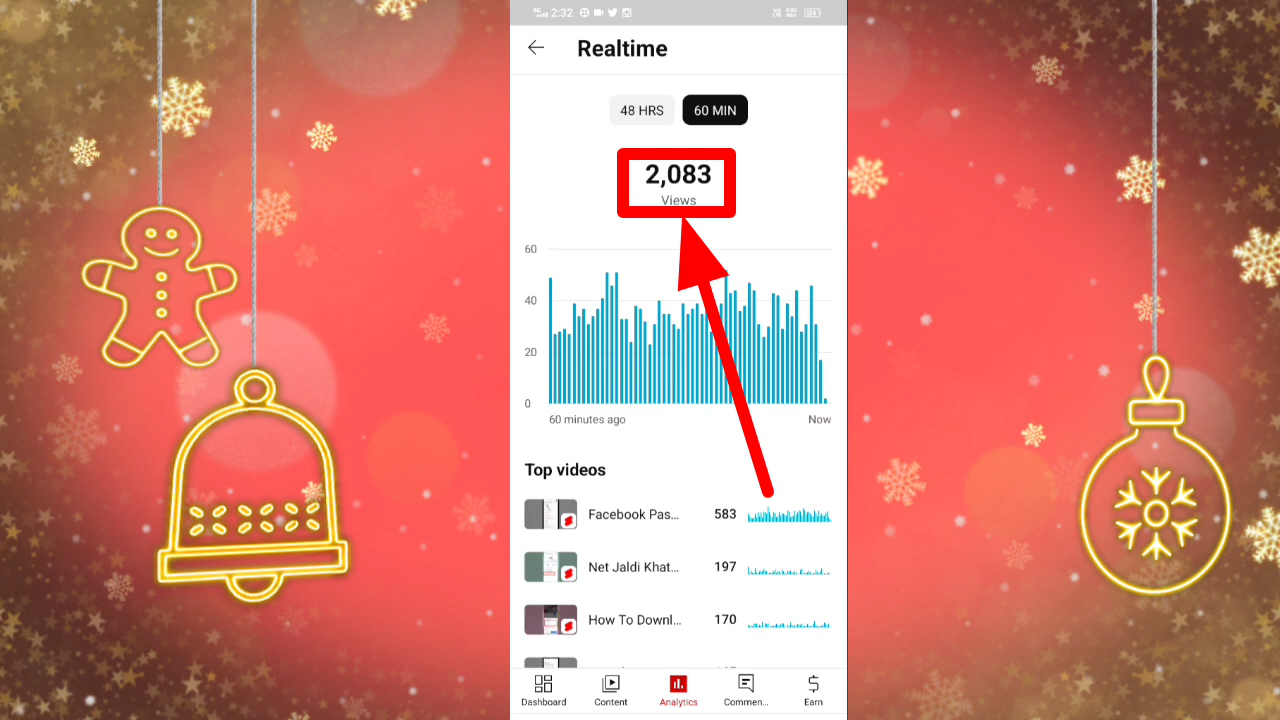 2:32
Realtime
48 HRS 60 MIN
2,083
Views
60
40
20
0
60 minutes ago Now
Top videos
Facebook Pas... 583
Net Jaldi Khat... 197
How To Downl... 170
Dashboard Content Analytics Commen... Earn